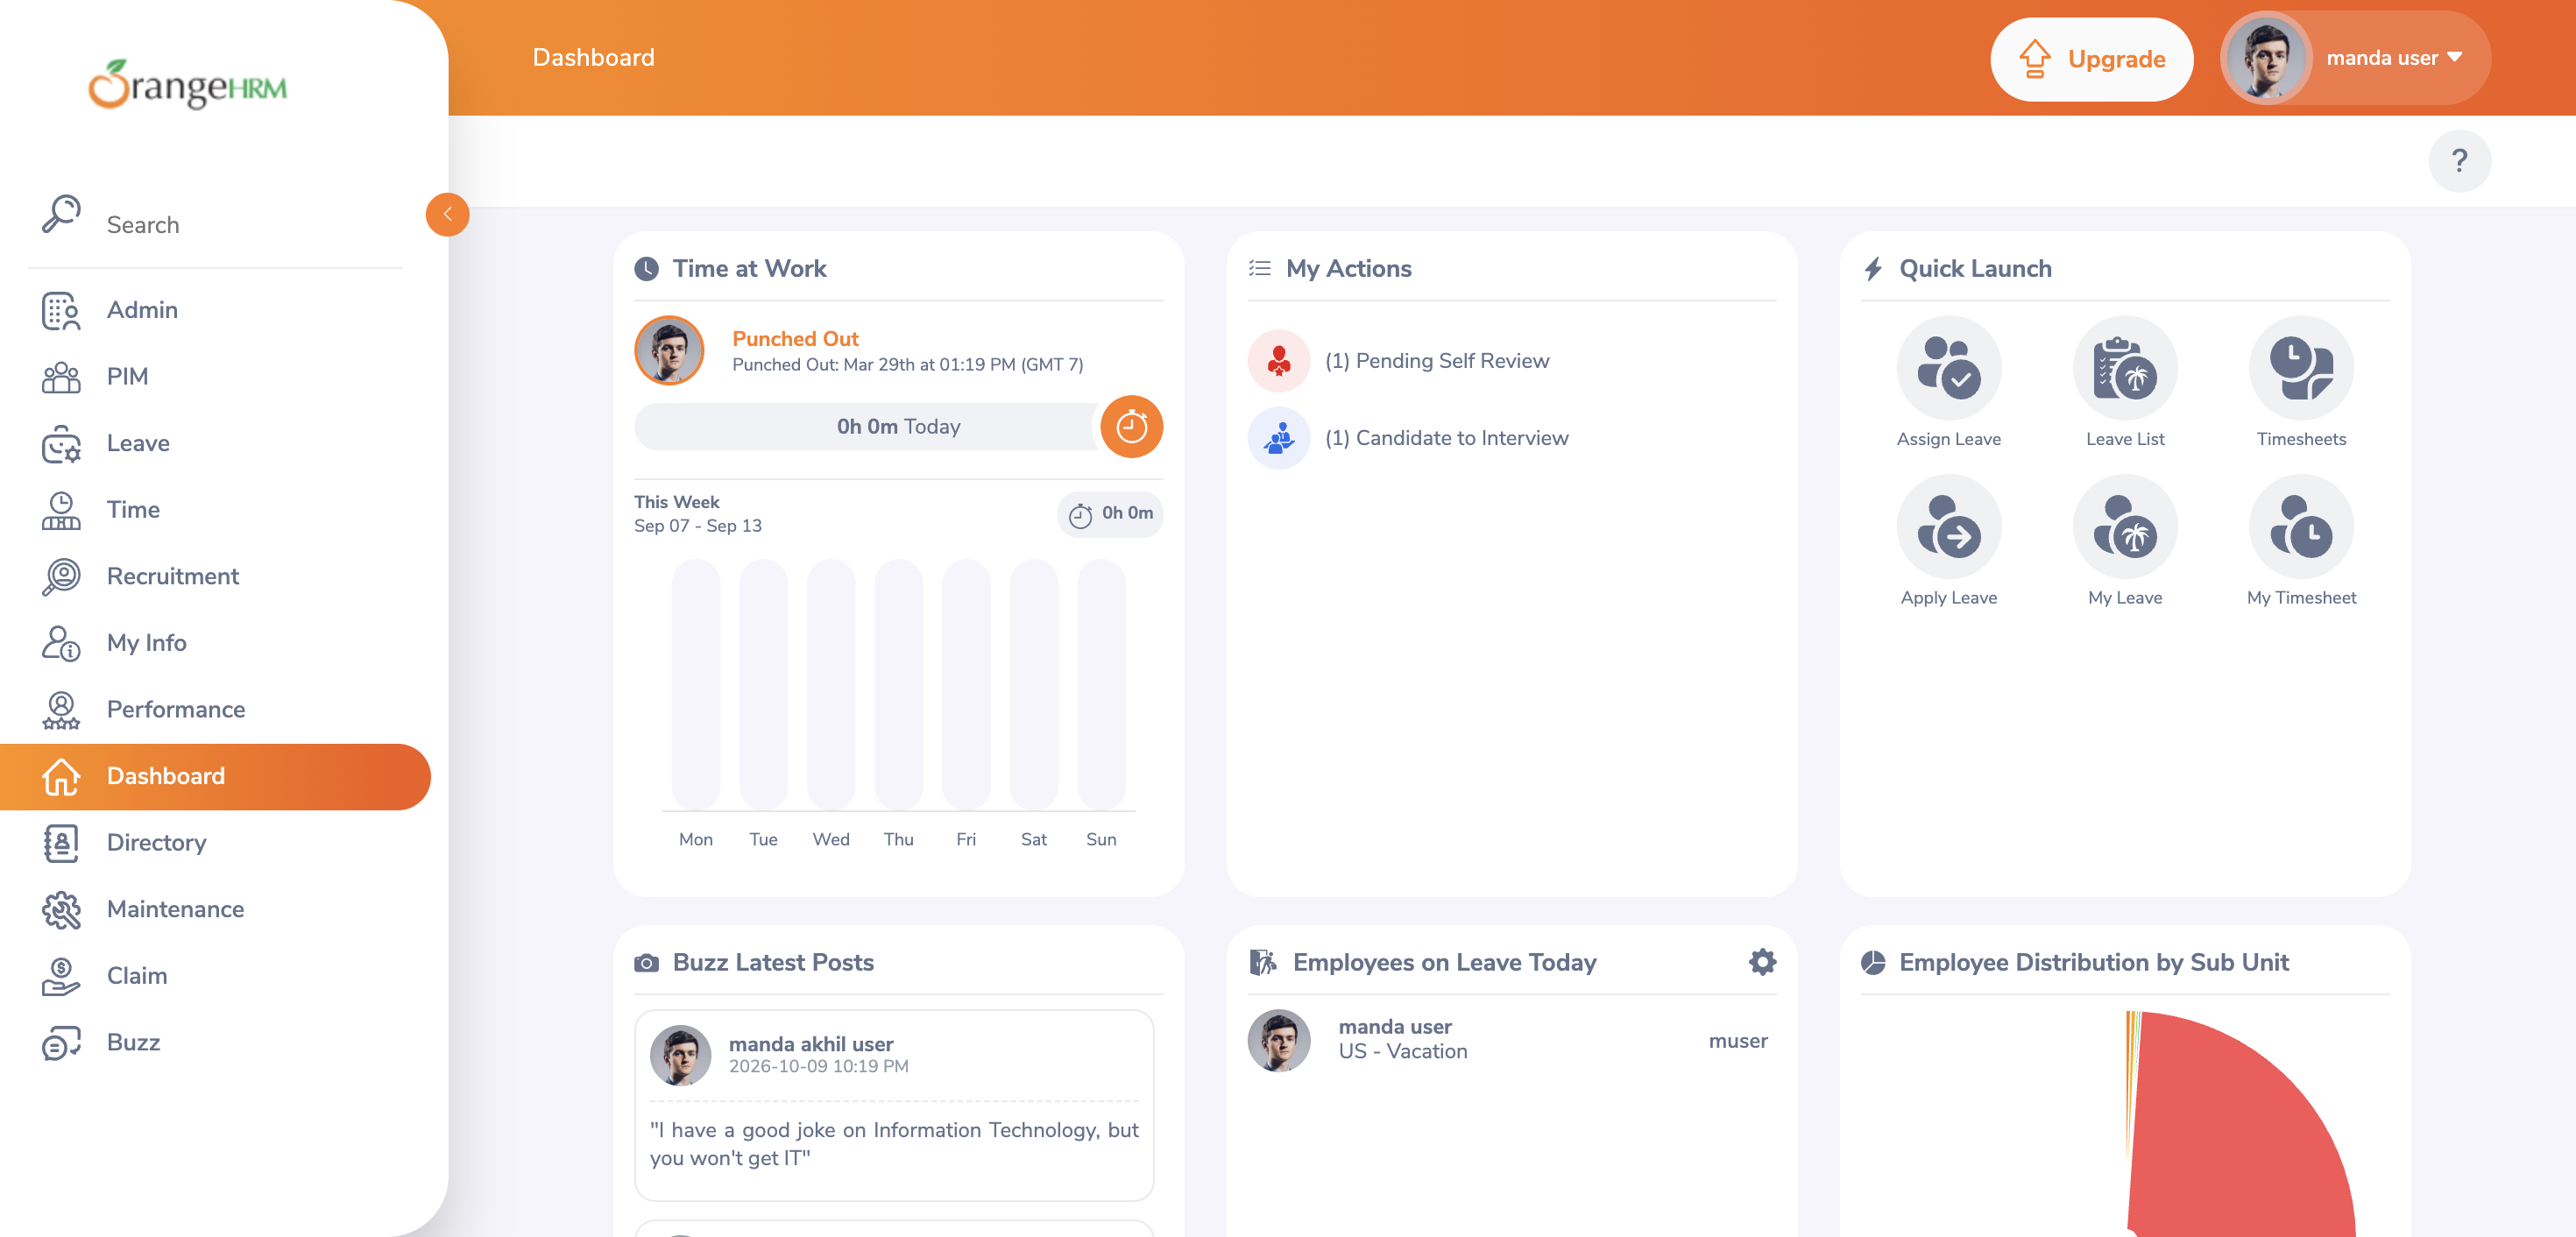 OrangeHRM
Search
Admin
PIM
Leave
Time
Recruitment
My Info
Performance
Dashboard
Directory
Maintenance
Claim
Buzz
Dashboard
Upgrade
manda user
?
Time at Work
Punched Out
Punched Out: Mar 29th at 01:19 PM (GMT 7)
0h 0m Today
This Week
Sep 07 - Sep 13
0h 0m
Mon Tue Wed Thu Fri Sat Sun
My Actions
(1) Pending Self Review
(1) Candidate to Interview
Quick Launch
Assign Leave
Leave List
Timesheets
Apply Leave
My Leave
My Timesheet
Buzz Latest Posts
manda akhil user
2026-10-09 10:19 PM
"I have a good joke on Information Technology, but
you won't get IT"
Employees on Leave Today
manda user
US - Vacation
muser
Employee Distribution by Sub Unit